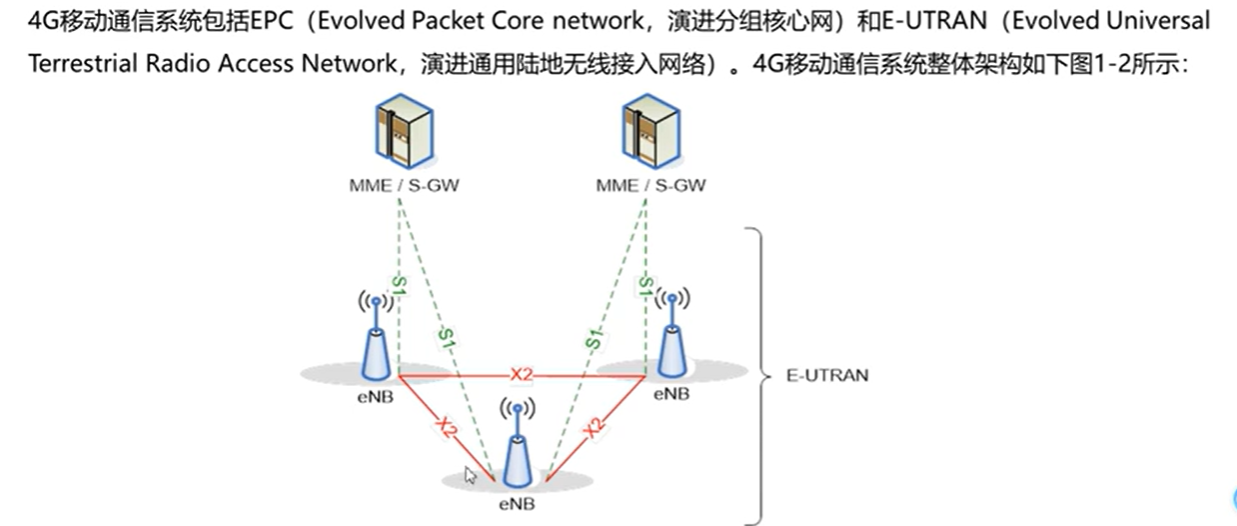 4G移动通信系统包括EPC（Evolved Packet Core network，演进分组核心网）和E-UTRAN（Evolved Universal
Terrestrial Radio Access Network，演进通用陆地无线接入网络）。4G移动通信系统整体架构如下图1-2所示：
MME / S-GW
MME / S-GW
S1
S1
S1
S1
X2
E-UTRAN
eNB
eNB
X2
X2
eNB